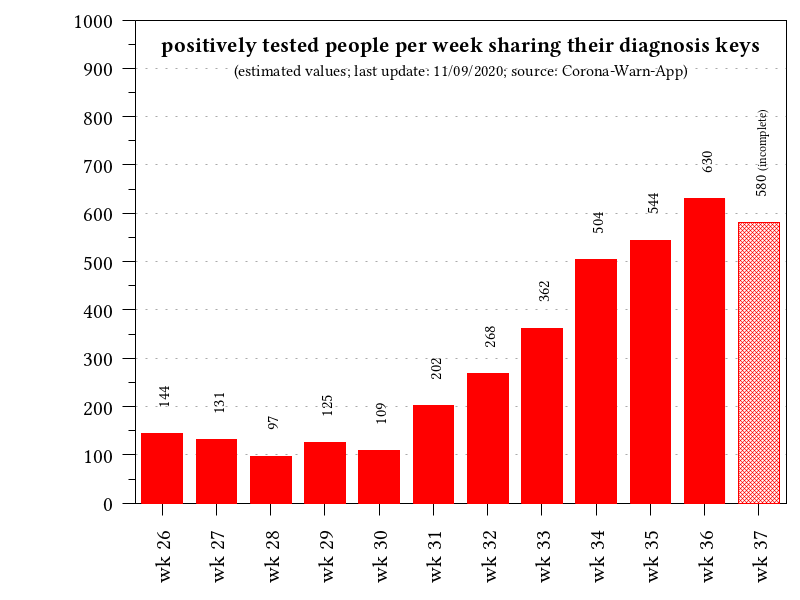 positively tested people per week sharing their diagnosis keys
(estimated values; last update: 11/09/2020; source: Corona-Warn-App)
1000
900
800
700
600
500
400
300
200
100
0
144
131
97
125
109
202
268
362
504
544
630
580 (incomplete)
wk 26
wk 27
wk 28
wk 29
wk 30
wk 31
wk 32
wk 33
wk 34
wk 35
wk 36
wk 37